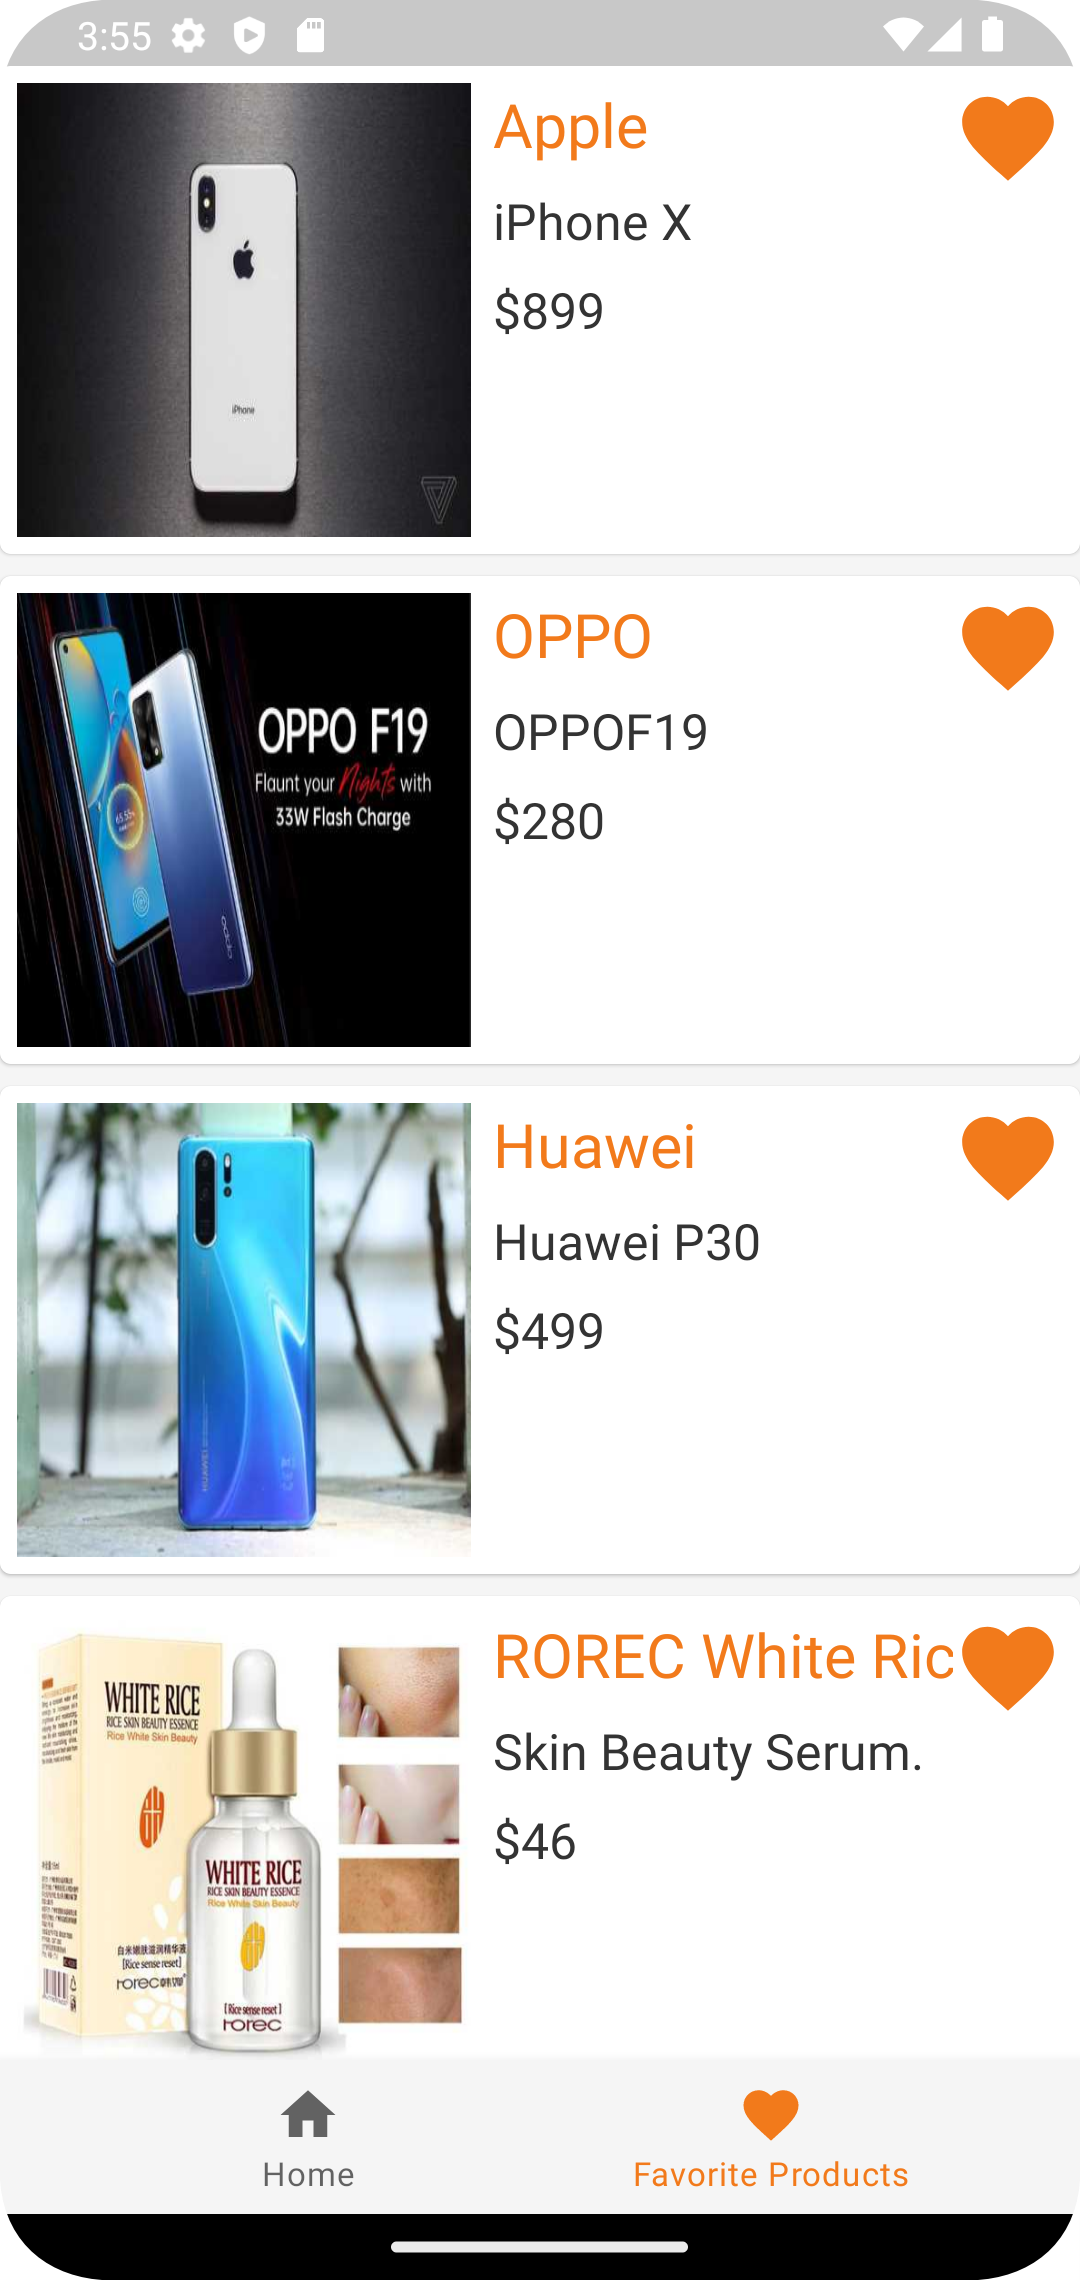 3:55
Apple
iPhone X
$899
iPhone
OPPO
OPPOF19
$280
OPPO F19
Flaunt your Nights with
33W Flash Charge
oppo
Huawei
Huawei P30
$499
HUAWEI
ROREC White Ric
Skin Beauty Serum.
$46
WHITE RICE
RICE SKIN BEAUTY ESSENCE
Rice White Skin Beauty
[Rice sense reset]
rorec
WHITE RICE
RICE SKIN BEAUTY ESSENCE
Rice White Skin Beauty
[Rice sense reset]
rorec
Home
Favorite Products